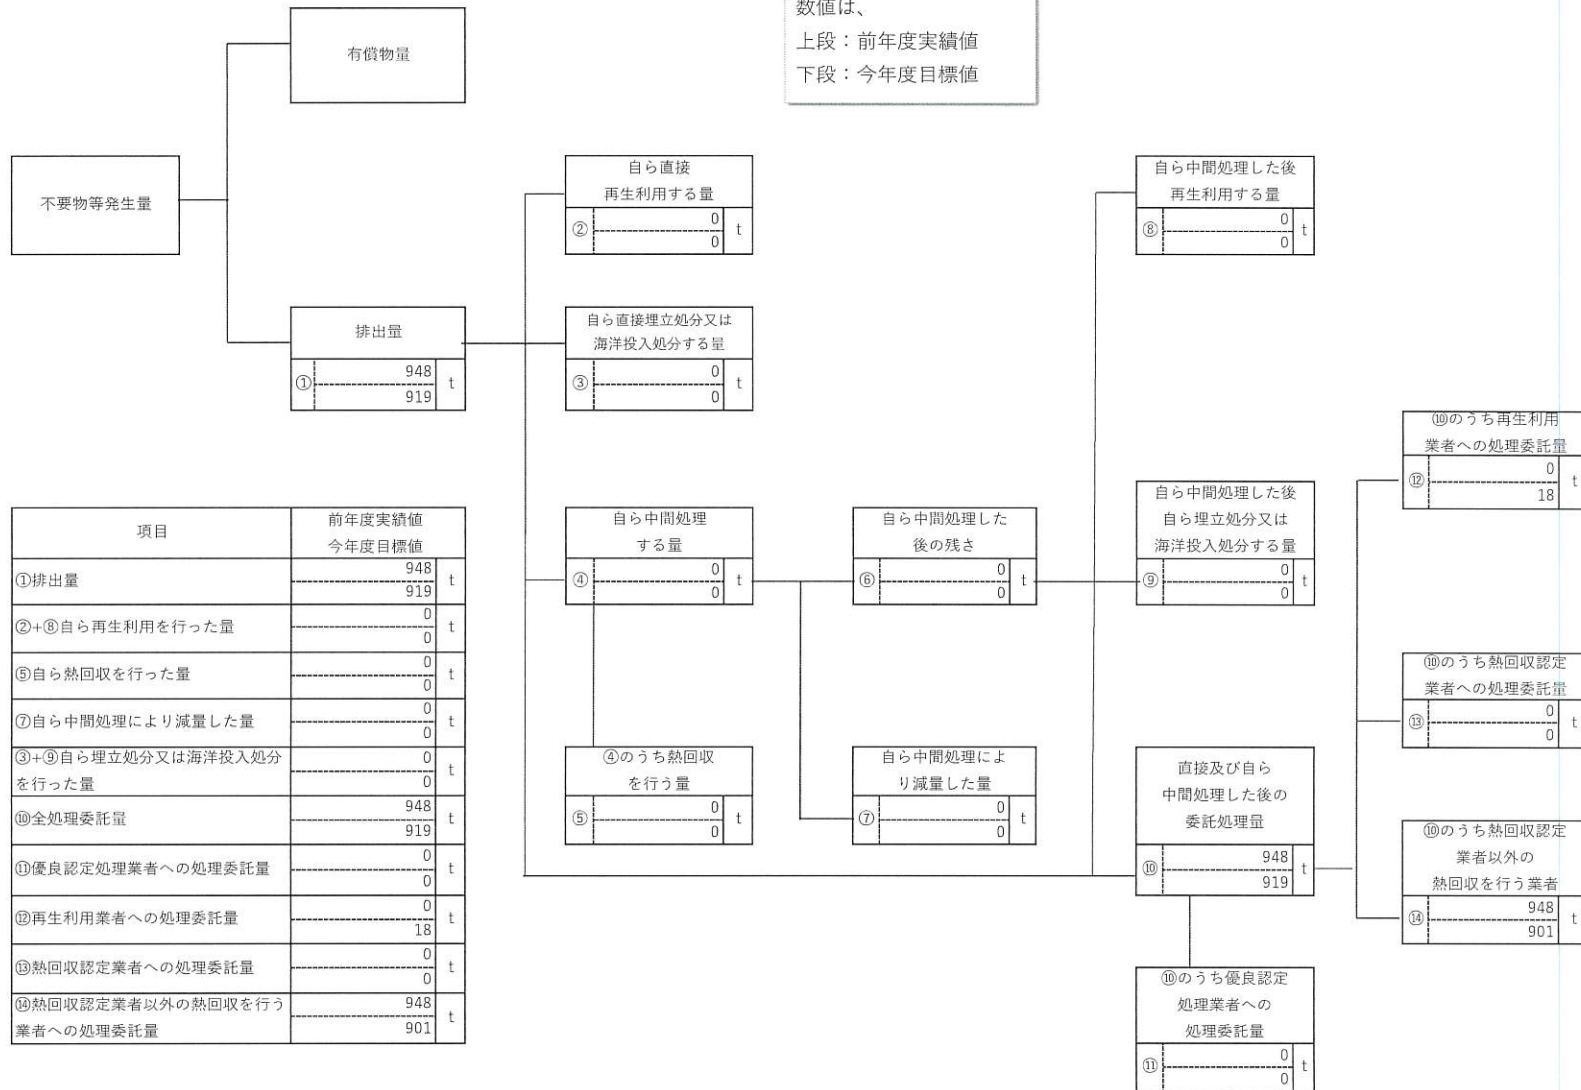 数値は、
上段：前年度実績値
下段：今年度目標値
有償物量
不要物等発生量
自ら直接
再生利用する量
② 0 t
0
自ら中間処理した後
再生利用する量
⑧ 0 t
0
排出量
① 948 t
919
自ら直接埋立処分又は
海洋投入処分する量
③ 0 t
0
⑩のうち再生利用
業者への処理委託量
⑫ 0 t
18
自ら中間処理
する量
④ 0 t
0
自ら中間処理した
後の残さ
⑥ 0 t
0
自ら中間処理した後
自ら埋立処分又は
海洋投入処分する量
⑨ 0 t
0
⑩のうち熱回収認定
業者への処理委託量
⑬ 0 t
0
④のうち熱回収
を行う量
⑤ 0 t
0
自ら中間処理によ
り減量した量
⑦ 0 t
0
直接及び自ら
中間処理した後の
委託処理量
⑩ 948 t
919
⑩のうち熱回収認定
業者以外の
熱回収を行う業者
⑭ 948 t
901
⑩のうち優良認定
処理業者への
処理委託量
⑪ 0 t
0
項目 前年度実績値
今年度目標値
①排出量 948 t
919
②+⑧自ら再生利用を行った量 0 t
0
⑤自ら熱回収を行った量 0 t
0
⑦自ら中間処理により減量した量 0 t
0
③+⑨自ら埋立処分又は海洋投入処分 0 t
を行った量 0
⑩全処理委託量 948 t
919
⑪優良認定処理業者への処理委託量 0 t
0
⑫再生利用業者への処理委託量 0 t
18
⑬熱回収認定業者への処理委託量 0 t
0
⑭熱回収認定業者以外の熱回収を行う 948 t
業者への処理委託量 901